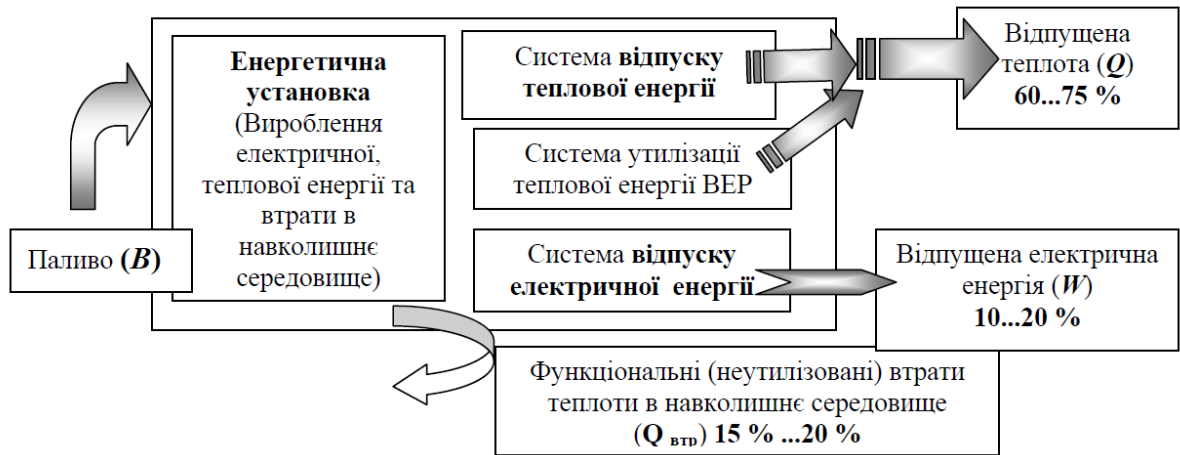 Паливо (B)
Енергетична
установка
(Вироблення
електричної,
теплової енергії та
втрати в
навколишнє
середовище)
Система відпуску
теплової енергії
Система утилізації
теплової енергії ВЕР
Система відпуску
електричної енергії
Відпущена
теплота (Q)
60...75 %
Відпущена електрична
енергія (W)
10...20 %
Функціональні (неутилізовані) втрати
теплоти в навколишнє середовище
(Q втр) 15 % ...20 %